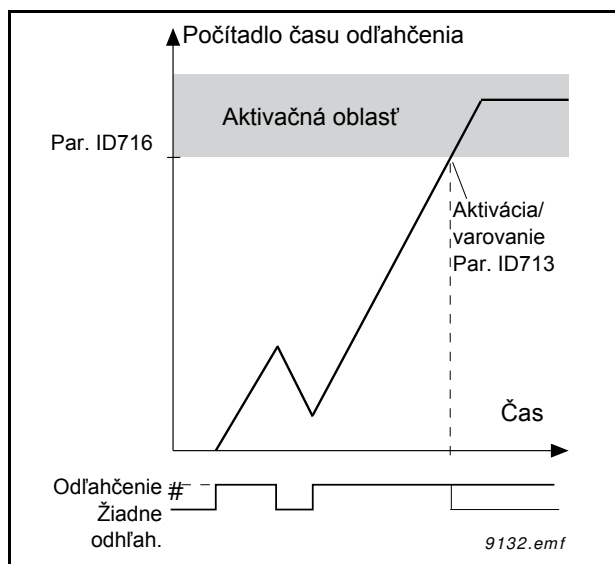 Počítadlo času odľahčenia
Aktivačná oblasť
Par. ID716
Aktivácia/
varovanie
Par. ID713
Čas
Odľahčenie #
Žiadne
odhľah.
9132.emf